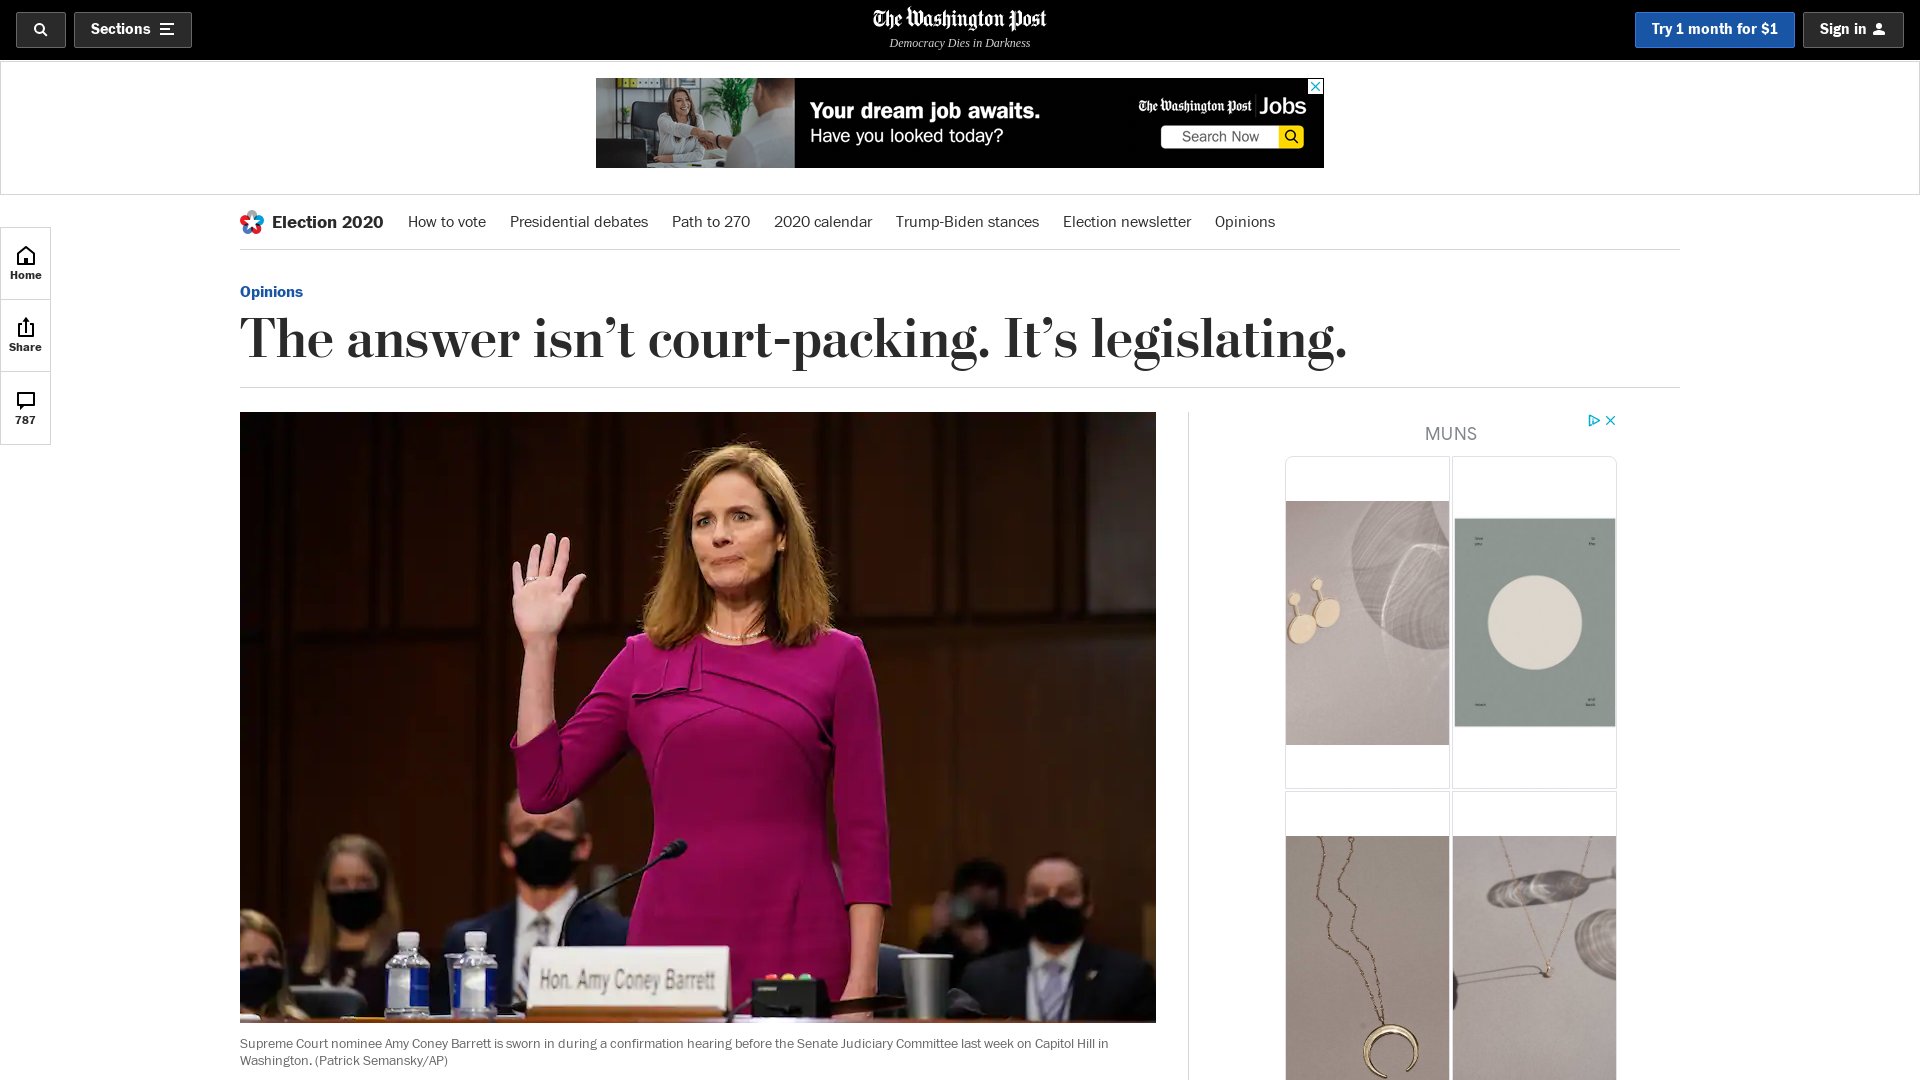 Sections
The Washington Post
Democracy Dies in Darkness
Try 1 month for $1
Sign in
Your dream job awaits.
Have you looked today?
The Washington Post Jobs
Search Now
Election 2020
How to vote
Presidential debates
Path to 270
2020 calendar
Trump-Biden stances
Election newsletter
Opinions
Home
Share
787
Opinions
The answer isn’t court-packing. It’s legislating.
Hon. Amy Coney Barrett
Supreme Court nominee Amy Coney Barrett is sworn in during a confirmation hearing before the Senate Judiciary Committee last week on Capitol Hill in
Washington. (Patrick Semansky/AP)
MUNS